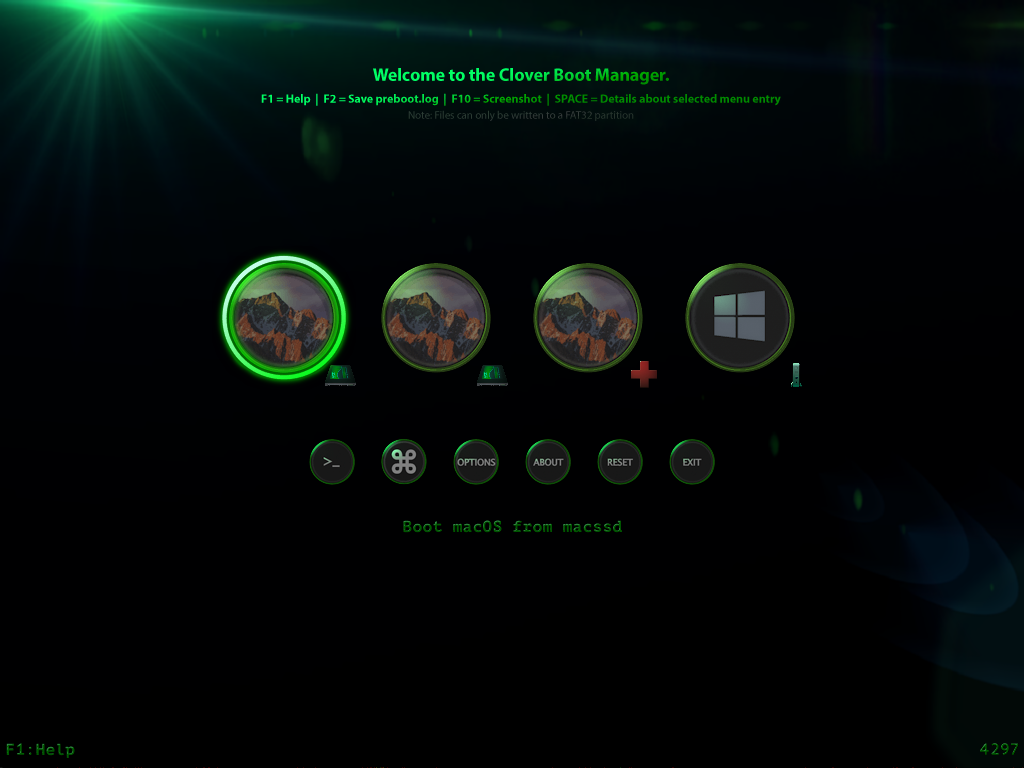 Welcome to the Clover Boot Manager.
F1 = Help | F2 = Save preboot.log | F10 = Screenshot | SPACE = Details about selected menu entry
Note: Files can only be written to a FAT32 partition
>_
OPTIONS
ABOUT
RESET
EXIT
Boot macOS from macssd
F1:Help
4297